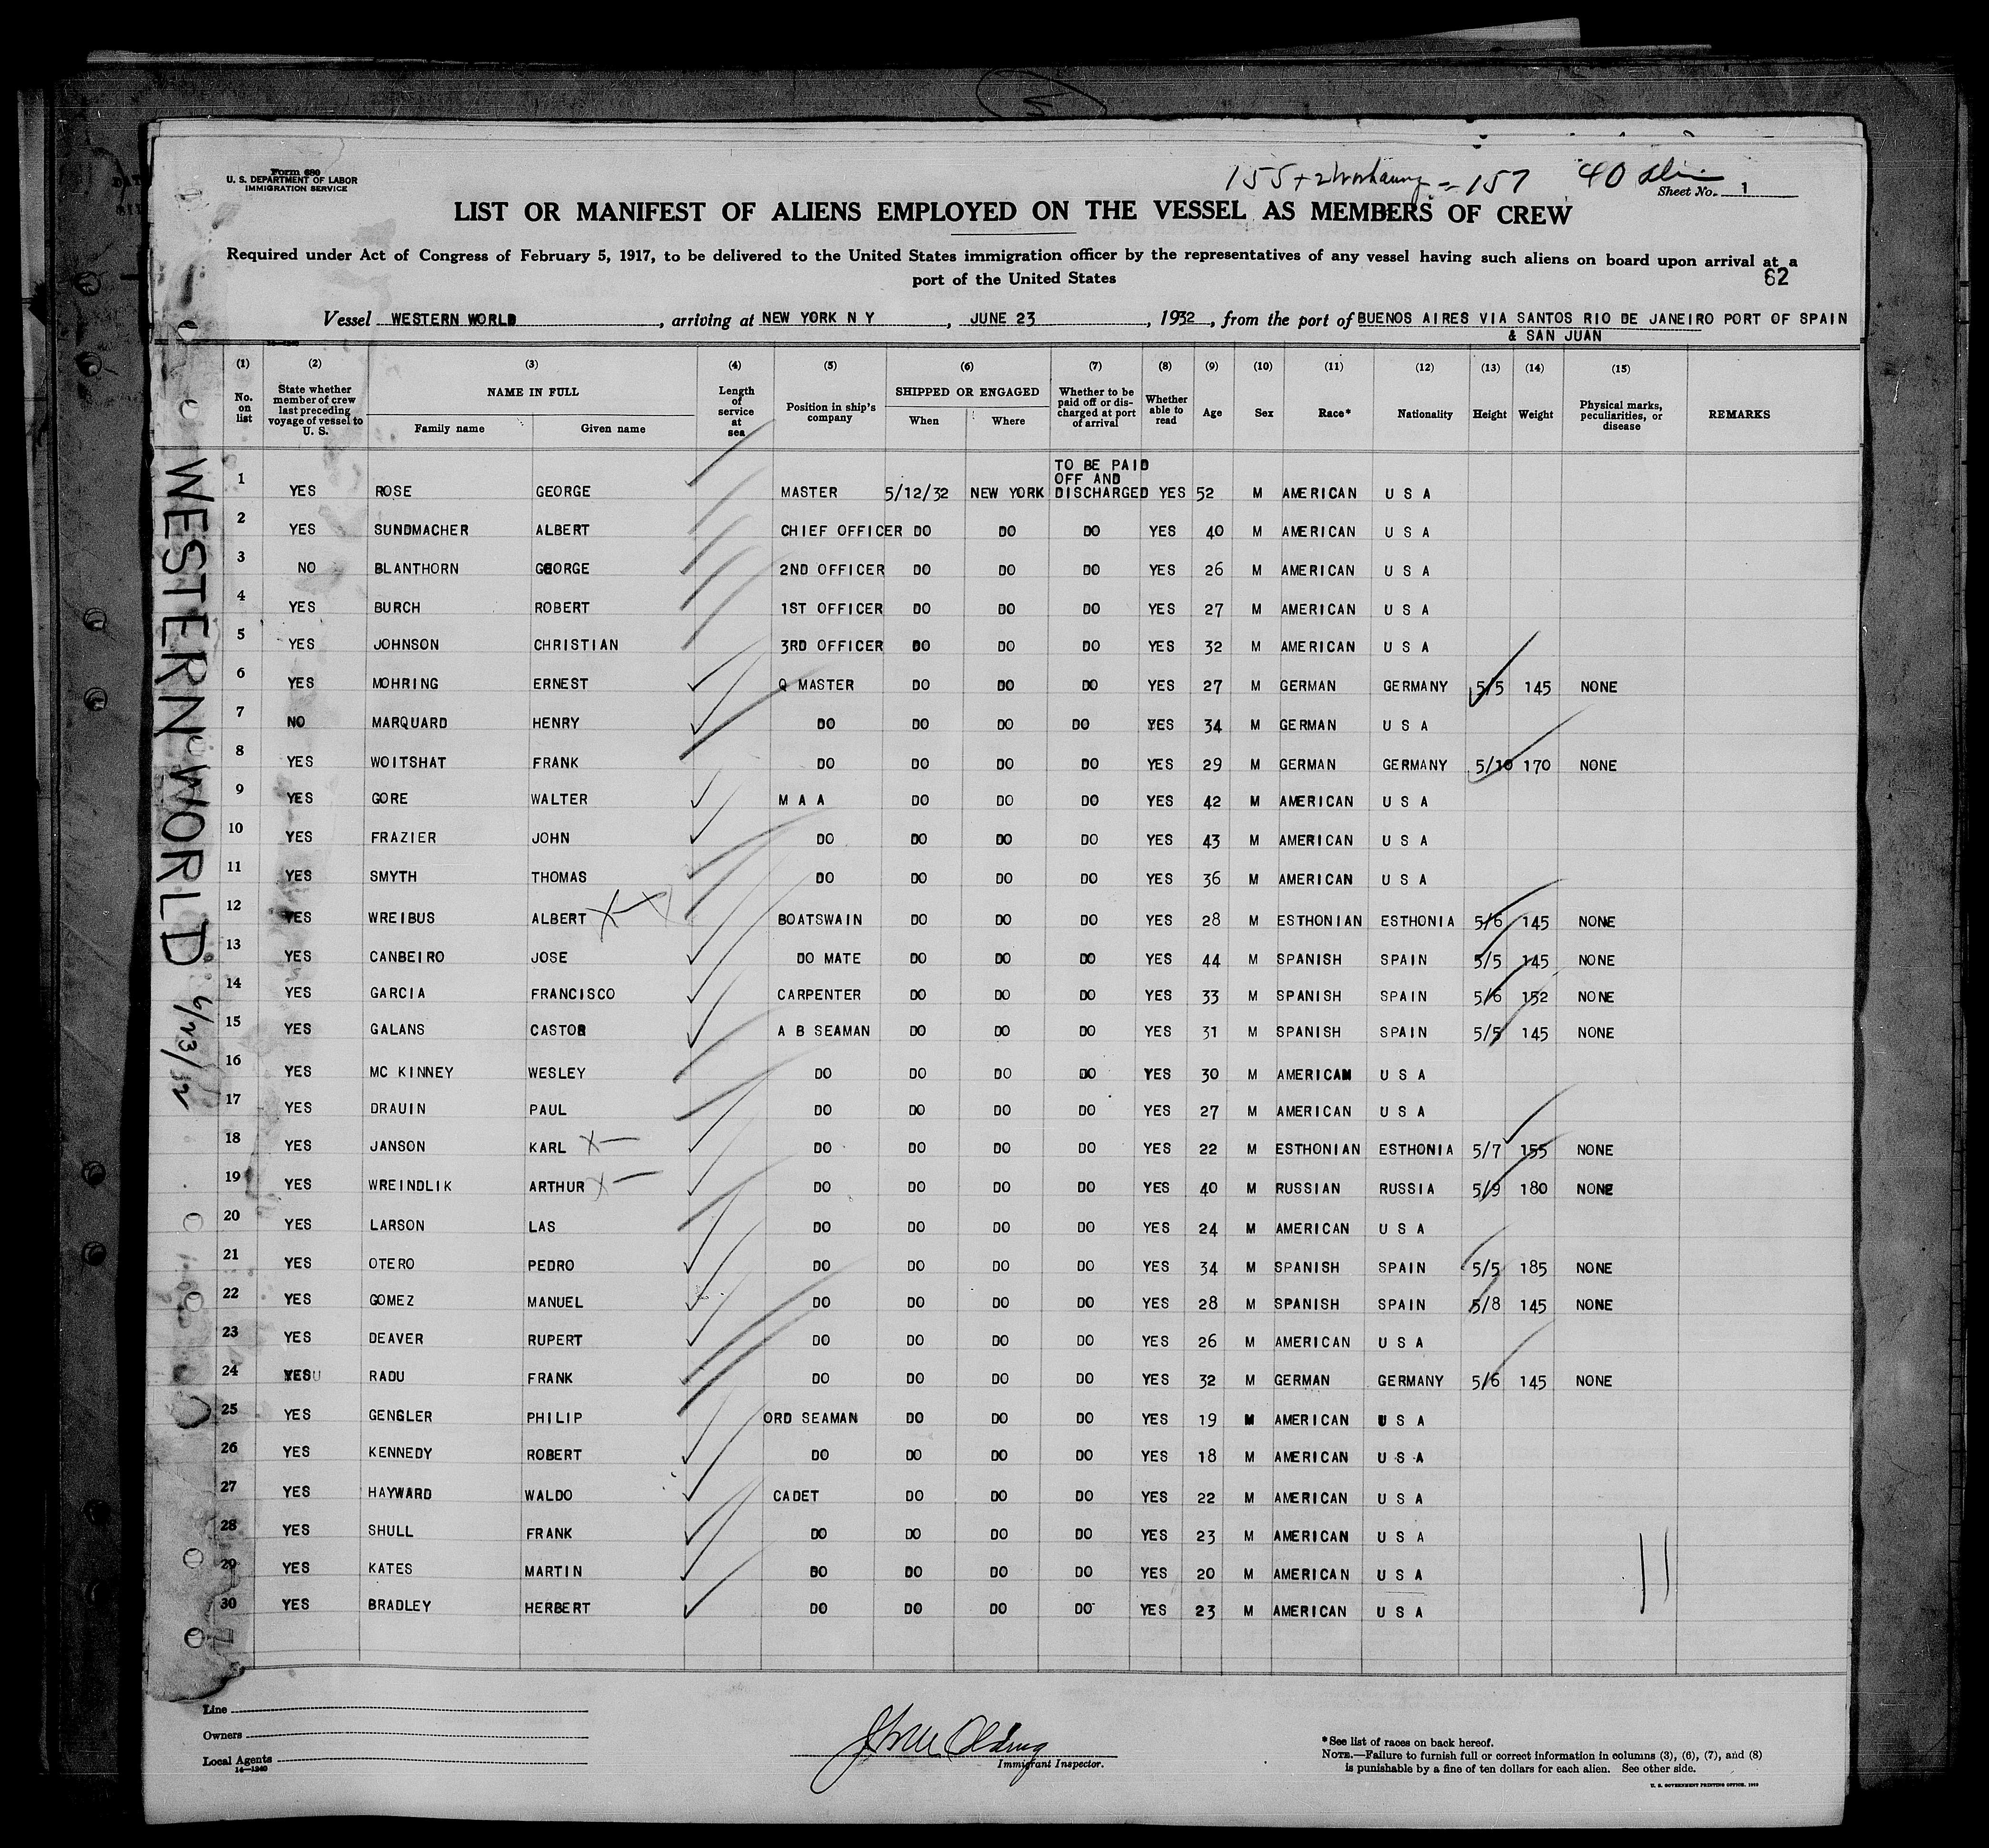 Form 680
U. S. DEPARTMENT OF LABOR
IMMIGRATION SERVICE
155 + 2 = 157 40
Sheet No. 1
LIST OR MANIFEST OF ALIENS EMPLOYED ON THE VESSEL AS MEMBERS OF CREW
Required under Act of Congress of February 5, 1917, to be delivered to the United States immigration officer by the representatives of any vessel having such aliens on board upon arrival at a
port of the United States
62
Vessel WESTERN WORLD, arriving at NEW YORK N Y, JUNE 23, 1932, from the port of BUENOS AIRES VIA SANTOS RIO DE JANEIRO PORT OF SPAIN
& SAN JUAN
(1) (2) (3) (4) (5) (6) (7) (8) (9) (10) (11) (12) (13) (14) (15)
No. on list State whether member of crew last preceding voyage of vessel to U. S. NAME IN FULL Family name Given name Length of service at sea Position in ship's company SHIPPED OR ENGAGED When Where Whether to be paid off or discharged at port of arrival Whether able to read Age Sex Race* Nationality Height Weight Physical marks, peculiarities, or disease REMARKS
1 YES ROSE GEORGE MASTER 5/12/32 NEW YORK TO BE PAID OFF AND DISCHARGED YES 52 M AMERICAN U S A
2 YES SUNDMACHER ALBERT CHIEF OFFICER DO DO DO YES 40 M AMERICAN U S A
3 NO BLANTHORN GEORGE 2ND OFFICER DO DO DO YES 26 M AMERICAN U S A
4 YES BURCH ROBERT 1ST OFFICER DO DO DO YES 27 M AMERICAN U S A
5 YES JOHNSON CHRISTIAN 3RD OFFICER DO DO DO YES 32 M AMERICAN U S A
6 YES MOHRING ERNEST Q MASTER DO DO DO YES 27 M GERMAN GERMANY 5/5 145 NONE
7 NO MARQUARD HENRY DO DO DO DO YES 34 M GERMAN U S A
8 YES WOITSHAT FRANK DO DO DO DO YES 29 M GERMAN GERMANY 5/10 170 NONE
9 YES GORE WALTER M A A DO DO DO YES 42 M AMERICAN U S A
10 YES FRAZIER JOHN DO DO DO DO YES 43 M AMERICAN U S A
11 YES SMYTH THOMAS DO DO DO DO YES 36 M AMERICAN U S A
12 YES WREIBUS ALBERT BOATSWAIN DO DO DO YES 28 M ESTHONIAN ESTHONIA 5/6 145 NONE
13 YES CANBEIRO JOSE DO MATE DO DO DO YES 44 M SPANISH SPAIN 5/5 145 NONE
14 YES GARCIA FRANCISCO CARPENTER DO DO DO YES 33 M SPANISH SPAIN 5/6 152 NONE
15 YES GALANS CASTOR A B SEAMAN DO DO DO YES 31 M SPANISH SPAIN 5/5 145 NONE
16 YES MC KINNEY WESLEY DO DO DO DO YES 30 M AMERICAN U S A
17 YES DRAUIN PAUL DO DO DO DO YES 27 M AMERICAN U S A
18 YES JANSON KARL DO DO DO DO YES 22 M ESTHONIAN ESTHONIA 5/7 155 NONE
19 YES WREINDLIK ARTHUR DO DO DO DO YES 40 M RUSSIAN RUSSIA 5/9 180 NONE
20 YES LARSON LAS DO DO DO DO YES 24 M AMERICAN U S A
21 YES OTERO PEDRO DO DO DO DO YES 34 M SPANISH SPAIN 5/5 185 NONE
22 YES GOMEZ MANUEL DO DO DO DO YES 28 M SPANISH SPAIN 5/8 145 NONE
23 YES DEAVER RUPERT DO DO DO DO YES 26 M AMERICAN U S A
24 YES RADU FRANK DO DO DO DO YES 32 M GERMAN GERMANY 5/6 145 NONE
25 YES GENGLER PHILIP ORD SEAMAN DO DO DO YES 19 M AMERICAN U S A
26 YES KENNEDY ROBERT DO DO DO DO YES 18 M AMERICAN U S A
27 YES HAYWARD WALDO CADET DO DO DO YES 22 M AMERICAN U S A
28 YES SHULL FRANK DO DO DO DO YES 23 M AMERICAN U S A
29 YES KATES MARTIN DO DO DO DO YES 20 M AMERICAN U S A
30 YES BRADLEY HERBERT DO DO DO DO YES 23 M AMERICAN U S A
WESTERN WORLD 6/23/32
Line
Owners
Local Agents
14—1240
Immigrant Inspector.
*See list of races on back hereof.
NOTE.—Failure to furnish full or correct information in columns (3), (6), (7), and (8)
is punishable by a fine of ten dollars for each alien. See other side.
U. S. GOVERNMENT PRINTING OFFICE